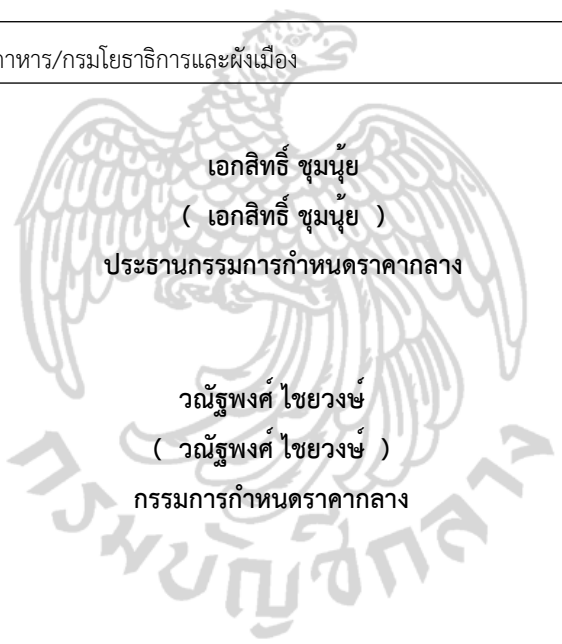 าหาร/กรมโยธาธิการและผังเมือง
เอกสิทธิ์ ชุมนุ้ย
( เอกสิทธิ์ ชุมนุ้ย )
ประธานกรรมการกำหนดราคากลาง
วณัฐพงศ์ ไชยวงษ์
( วณัฐพงศ์ ไชยวงษ์ )
กรรมการกำหนดราคากลาง
กรมบัญชีกลาง